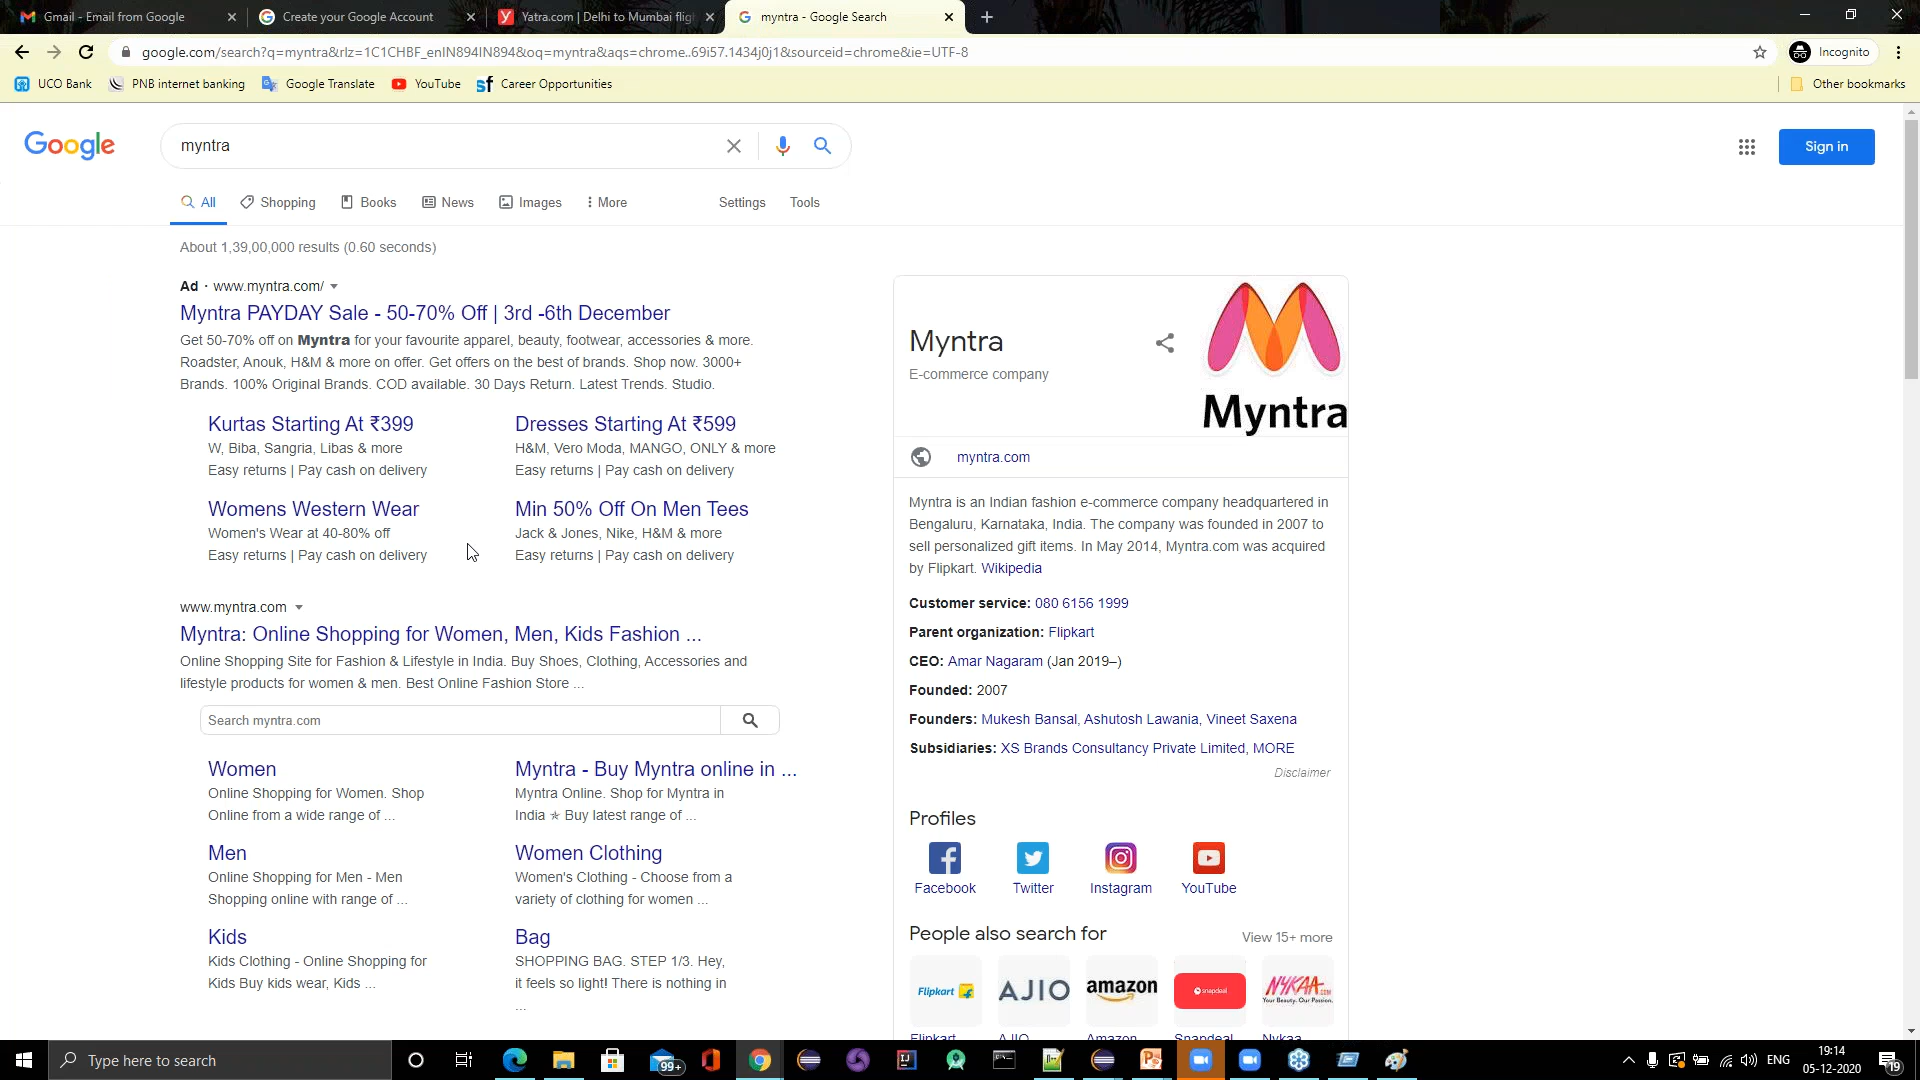 Gmail - Email from Google
Create your Google Account
Yatra.com | Delhi to Mumbai flig
myntra - Google Search
google.com/search?q=myntra&rlz=1C1CHBF_enIN894IN894&oq=myntra&aqs=chrome..69i57.1434j0j1&sourceid=chrome&ie=UTF-8
Incognito
UCO Bank
PNB internet banking
Google Translate
YouTube
Career Opportunities
Other bookmarks
Google
myntra
Sign in
All
Shopping
Books
News
Images
More
Settings
Tools
About 1,39,00,000 results (0.60 seconds)
Ad · www.myntra.com/
Myntra PAYDAY Sale - 50-70% Off | 3rd -6th December
Get 50-70% off on Myntra for your favourite apparel, beauty, footwear, accessories & more.
Roadster, Anouk, H&M & more on offer. Get offers on the best of brands. Shop now. 3000+
Brands. 100% Original Brands. COD available. 30 Days Return. Latest Trends. Studio.
Kurtas Starting At ₹399
W, Biba, Sangria, Libas & more
Easy returns | Pay cash on delivery
Dresses Starting At ₹599
H&M, Vero Moda, MANGO, ONLY & more
Easy returns | Pay cash on delivery
Womens Western Wear
Women's Wear at 40-80% off
Easy returns | Pay cash on delivery
Min 50% Off On Men Tees
Jack & Jones, Nike, H&M & more
Easy returns | Pay cash on delivery
www.myntra.com
Myntra: Online Shopping for Women, Men, Kids Fashion ...
Online Shopping Site for Fashion & Lifestyle in India. Buy Shoes, Clothing, Accessories and
lifestyle products for women & men. Best Online Fashion Store ...
Search myntra.com
Women
Online Shopping for Women. Shop
Online from a wide range of ...
Myntra - Buy Myntra online in ...
Myntra Online. Shop for Myntra in
India ★ Buy latest range of ...
Men
Online Shopping for Men - Men
Shopping online with range of ...
Women Clothing
Women's Clothing - Choose from a
variety of clothing for women ...
Kids
Kids Clothing - Online Shopping for
Kids Buy kids wear, Kids ...
Bag
SHOPPING BAG. STEP 1/3. Hey,
it feels so light! There is nothing in
...
Myntra
E-commerce company
Myntra
myntra.com
Myntra is an Indian fashion e-commerce company headquartered in
Bengaluru, Karnataka, India. The company was founded in 2007 to
sell personalized gift items. In May 2014, Myntra.com was acquired
by Flipkart. Wikipedia
Customer service: 080 6156 1999
Parent organization: Flipkart
CEO: Amar Nagaram (Jan 2019–)
Founded: 2007
Founders: Mukesh Bansal, Ashutosh Lawania, Vineet Saxena
Subsidiaries: XS Brands Consultancy Private Limited, MORE
Disclaimer
Profiles
Facebook
Twitter
Instagram
YouTube
People also search for
View 15+ more
Flipkart
AJIO
amazon
snapdeal
NYKAA.COM
Your Beauty. Our Passion.
Flipkart
AJIO
Amazon
Snapdeal
Nykaa
Type here to search
99+
ENG
19:14
05-12-2020
19